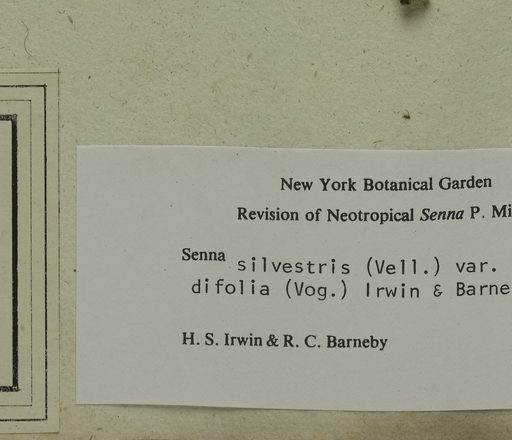 New York Botanical Garden
Revision of Neotropical Senna P. Mi
Senna silvestris (Vell.) var.
difolia (Vog.) Irwin & Barne
H. S. Irwin & R. C. Barneby